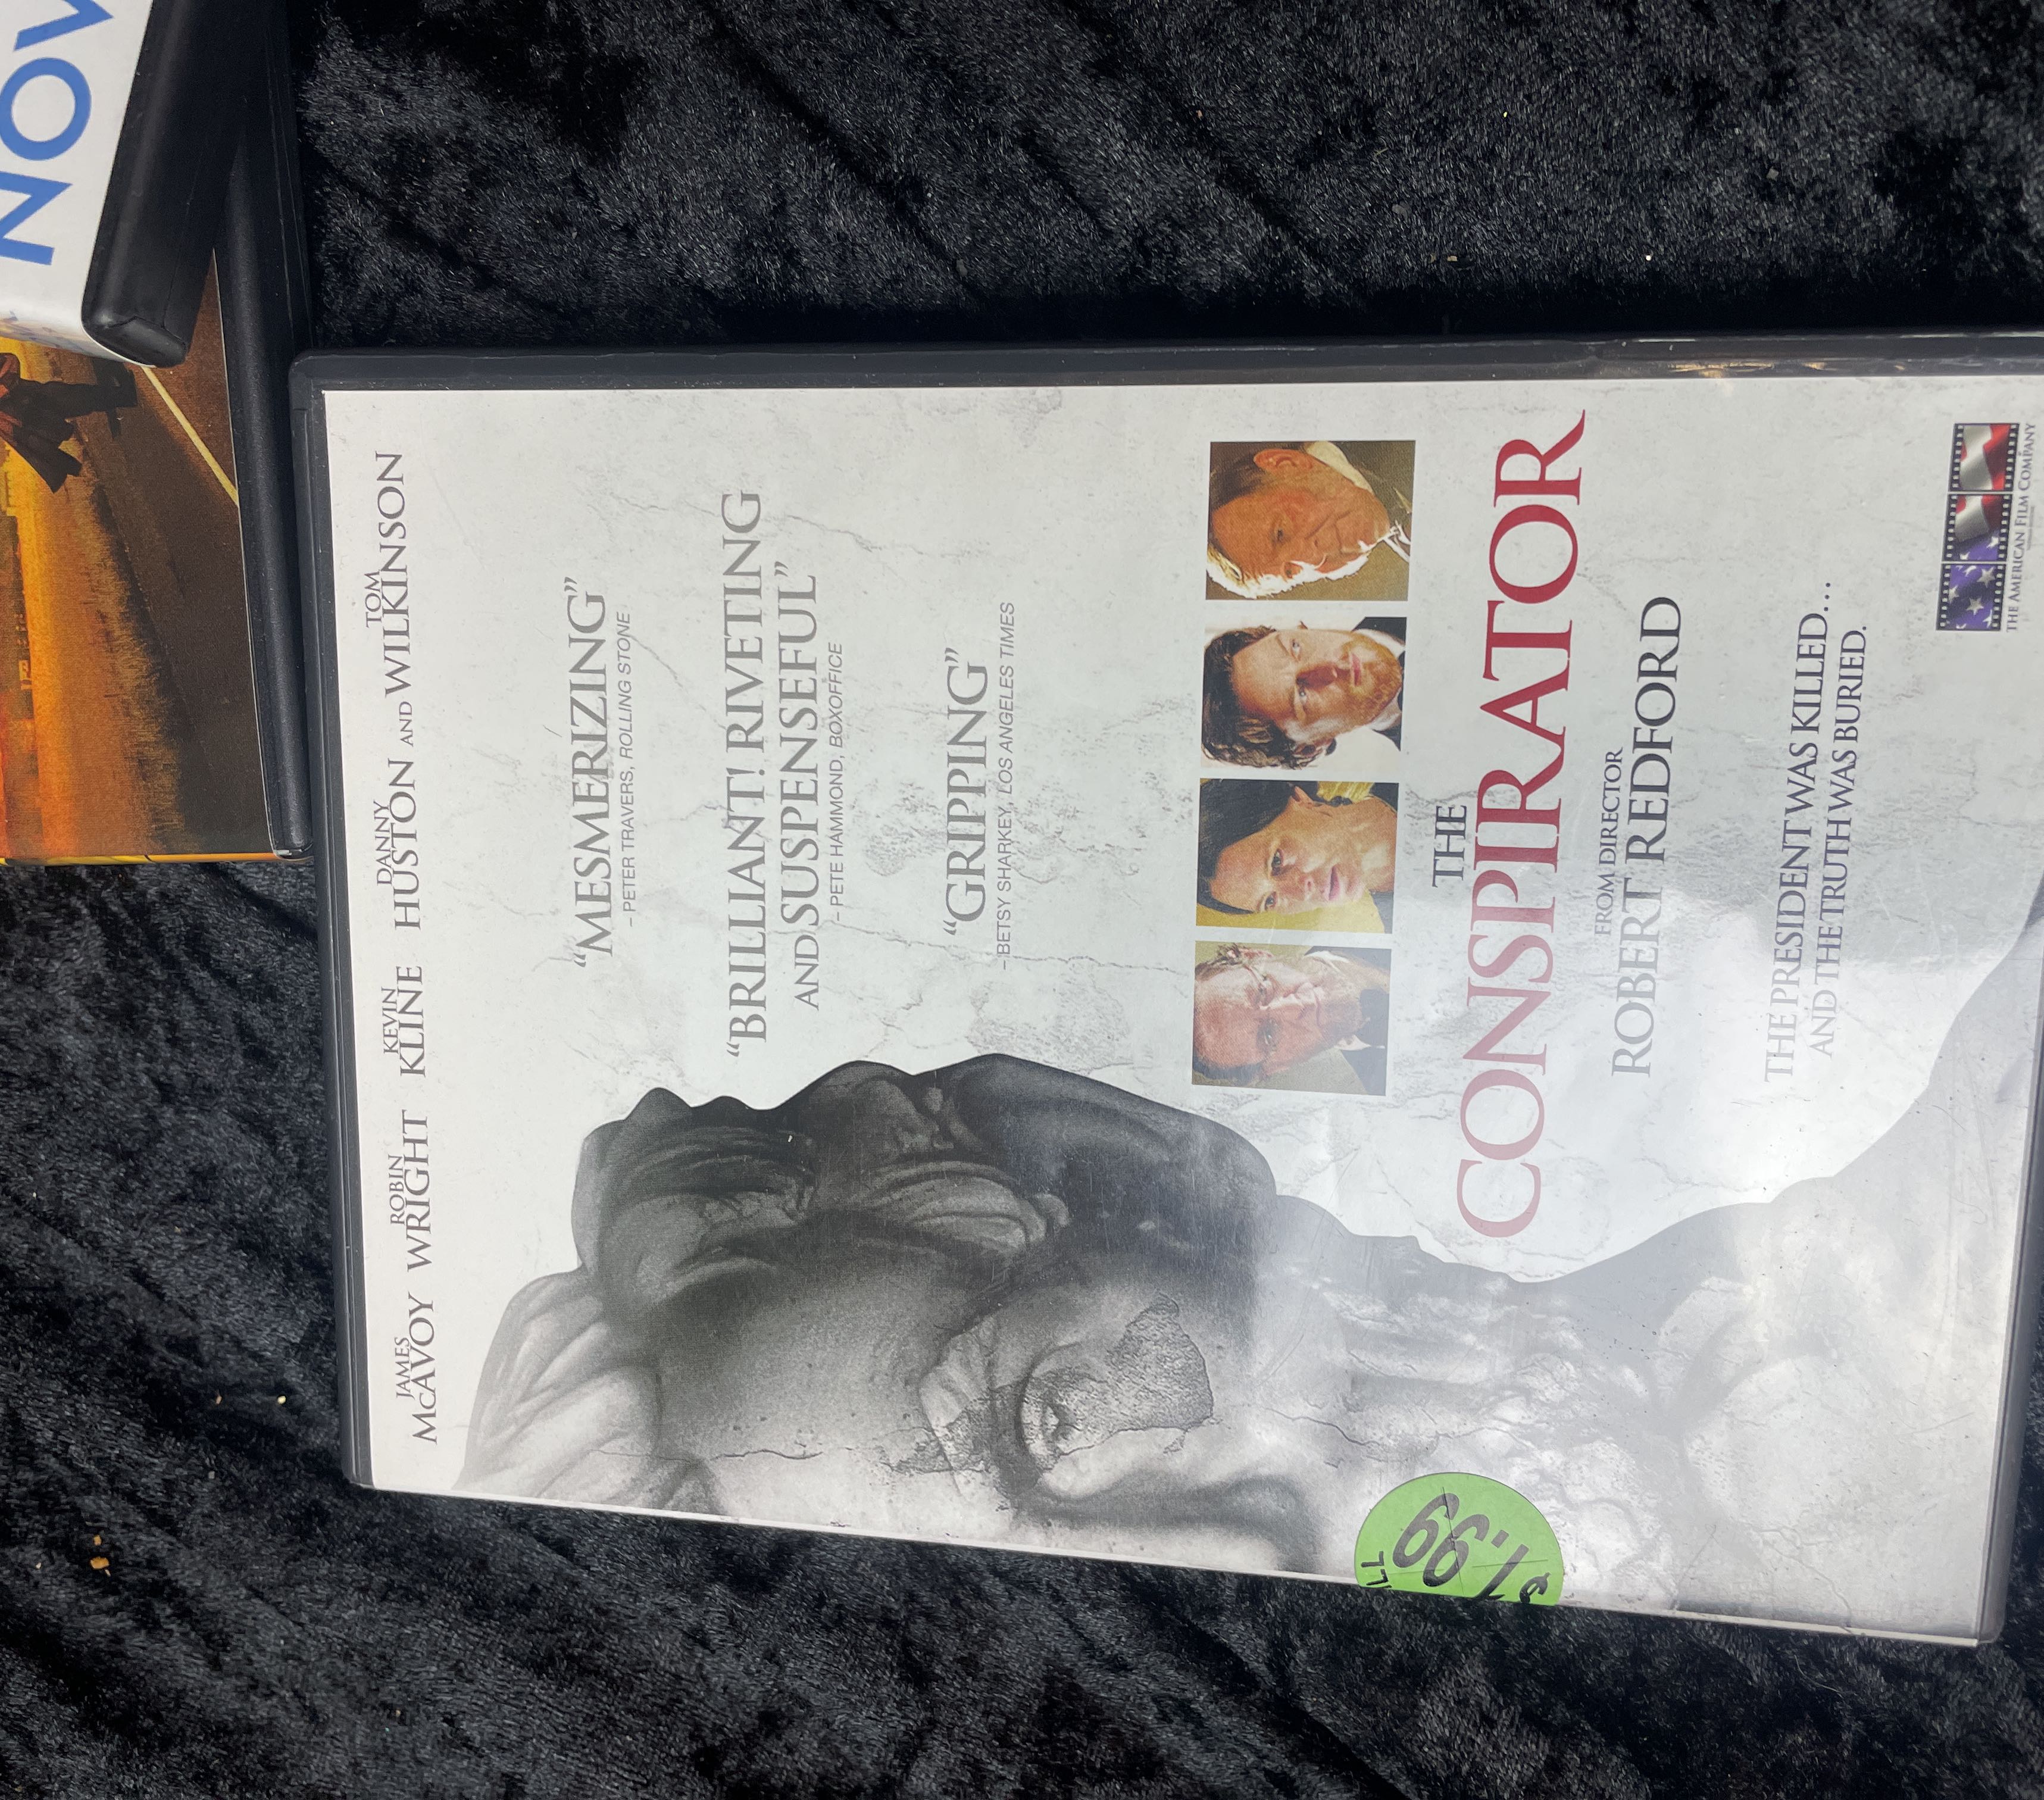 JAMES ROBIN KEVIN DANNY TOM
McAVOY WRIGHT KLINE HUSTON AND WILKINSON
“MESMERIZING”
– PETER TRAVERS, ROLLING STONE
“BRILLIANT! RIVETING
AND SUSPENSEFUL”
– PETE HAMMOND, BOXOFFICE
“GRIPPING”
–BETSY SHARKEY, LOS ANGELES TIMES
THE
CONSPIRATOR
FROM DIRECTOR
ROBERT REDFORD
THE PRESIDENT WAS KILLED...
AND THE TRUTH WAS BURIED.
THE AMERICAN FILM COMPANY
$1.99
NOV